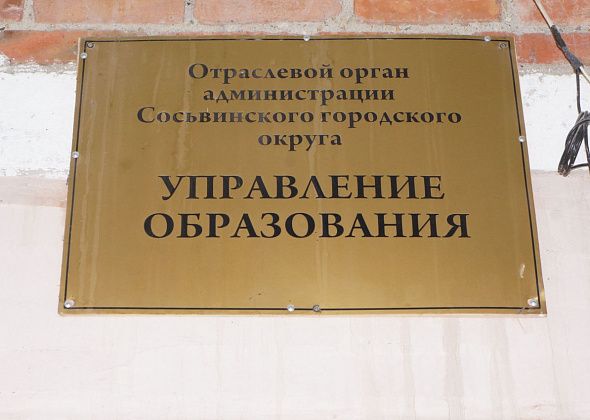 Отраслевой орган
администрации
Сосьвинского городского
округа
УПРАВЛЕНИЕ
ОБРАЗОВАНИЯ